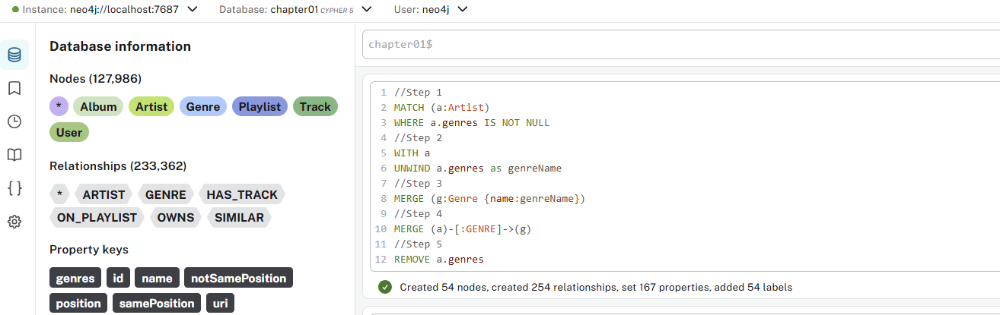 Instance: neo4j://localhost:7687 Database: chapter01 CYPHER 5 User: neo4j
Database information
Nodes (127,986)
* Album Artist Genre Playlist Track
User
Relationships (233,362)
* ARTIST GENRE HAS_TRACK
ON_PLAYLIST OWNS SIMILAR
Property keys
genres id name notSamePosition
position samePosition uri
chapter01$
1 //Step 1
2 MATCH (a:Artist)
3 WHERE a.genres IS NOT NULL
4 //Step 2
5 WITH a
6 UNWIND a.genres as genreName
7 //Step 3
8 MERGE (g:Genre {name:genreName})
9 //Step 4
10 MERGE (a)-[:GENRE]->(g)
11 //Step 5
12 REMOVE a.genres
Created 54 nodes, created 254 relationships, set 167 properties, added 54 labels